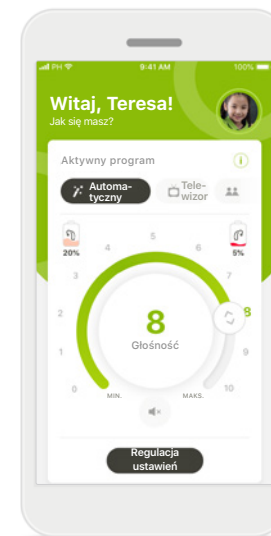 PH 9:41 AM 100%
Witaj, Teresa!
Jak się masz?
Aktywny program i
Automa-
tyczny
Tele-
wizor
20%
5%
5
4 6
3 7
2 8
8
Głośność
1 9
0 10
MIN. MAKS.
Regulacja
ustawień